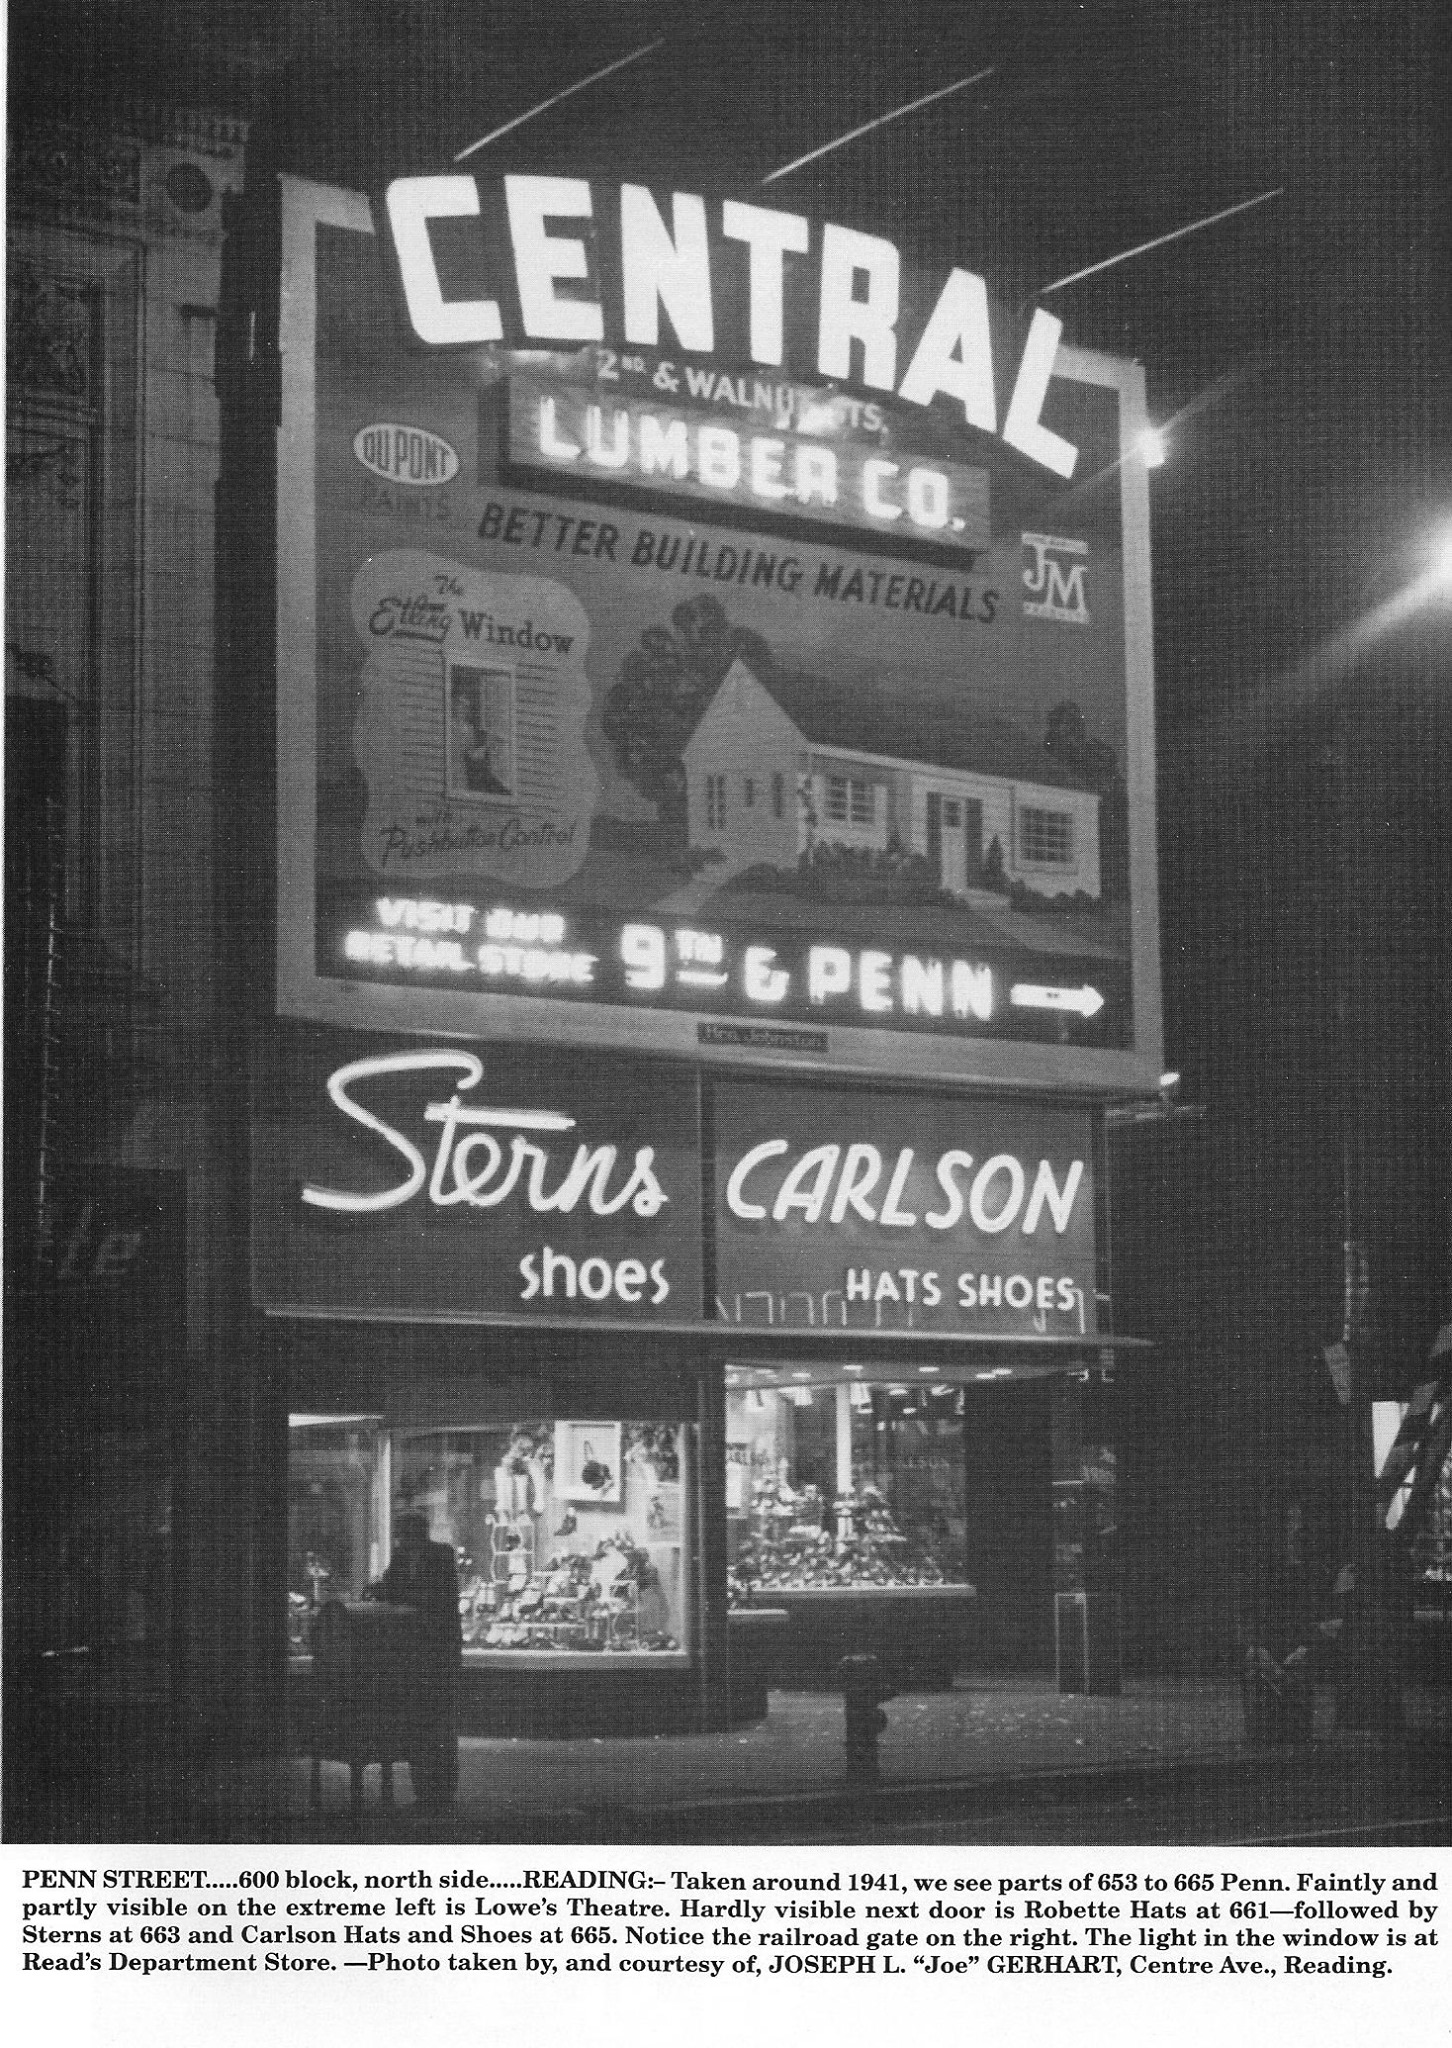 CENTRAL
2ND. & WALNUT STS.
LUMBER CO.
DU PONT
PAINTS
BETTER BUILDING MATERIALS
JM
The
Etling Window
with
Pushbutton Control
VISIT OUR
RETAIL STORE
9TH & PENN
Sterns
shoes
CARLSON
HATS SHOES
te
PENN STREET.....600 block, north side.....READING:– Taken around 1941, we see parts of 653 to 665 Penn. Faintly and
partly visible on the extreme left is Lowe's Theatre. Hardly visible next door is Robette Hats at 661—followed by
Sterns at 663 and Carlson Hats and Shoes at 665. Notice the railroad gate on the right. The light in the window is at
Read's Department Store. —Photo taken by, and courtesy of, JOSEPH L. “Joe” GERHART, Centre Ave., Reading.